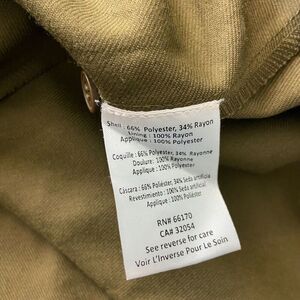 Shell : 66% Polyester, 34% Rayon
Lining : 100% Rayon
Applique : 100% Polyester
Coquille : 66% Polyester, 34% Rayonne
Doulure: 100% Rayonne
Applique : 100% Polyester
Cáscara : 66% Poliéster, 34% Seda artificial
Revestimiento : 100% Seda artificial
Aplique : 100% Poliéster
RN# 66170
CA# 32054
See reverse for care
Voir L'Inverse Pour Le Soin